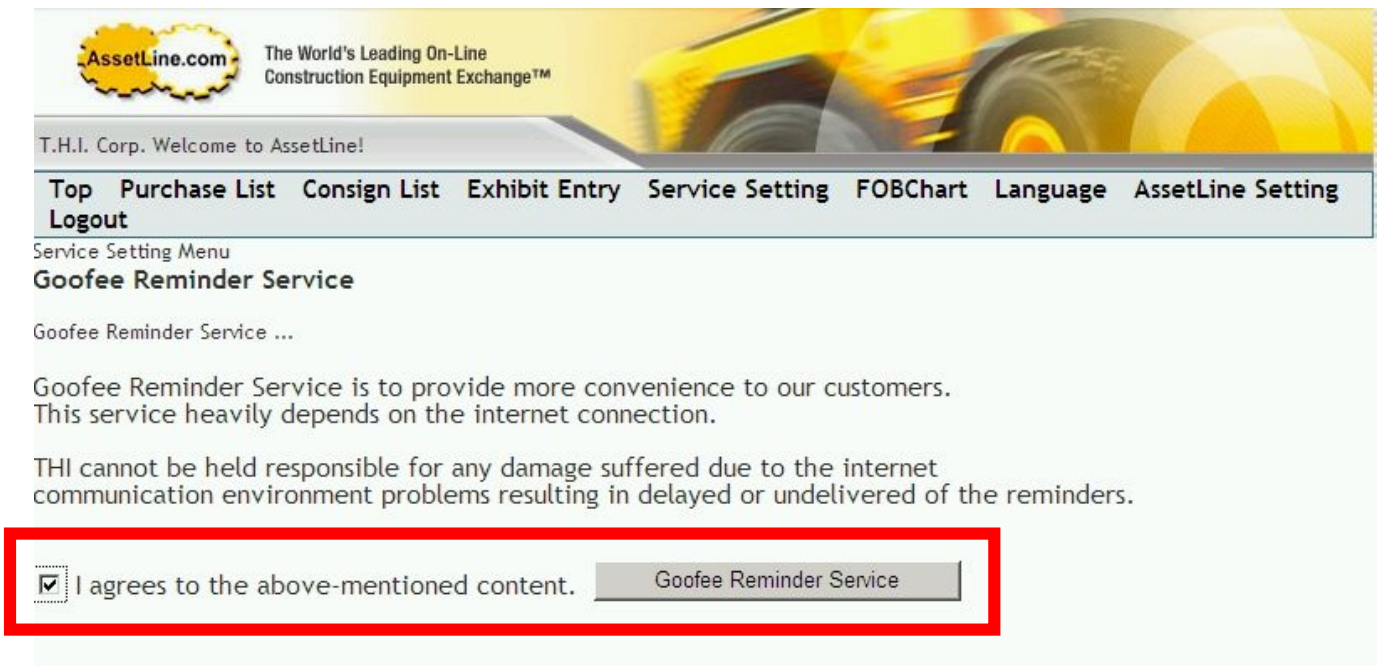 AssetLine.com
The World's Leading On-Line
Construction Equipment Exchange™
T.H.I. Corp. Welcome to AssetLine!
Top Purchase List Consign List Exhibit Entry Service Setting FOBChart Language AssetLine Setting
Logout
Service Setting Menu
Goofee Reminder Service
Goofee Reminder Service ...
Goofee Reminder Service is to provide more convenience to our customers.
This service heavily depends on the internet connection.
THI cannot be held responsible for any damage suffered due to the internet
communication environment problems resulting in delayed or undelivered of the reminders.
I agrees to the above-mentioned content. Goofee Reminder Service